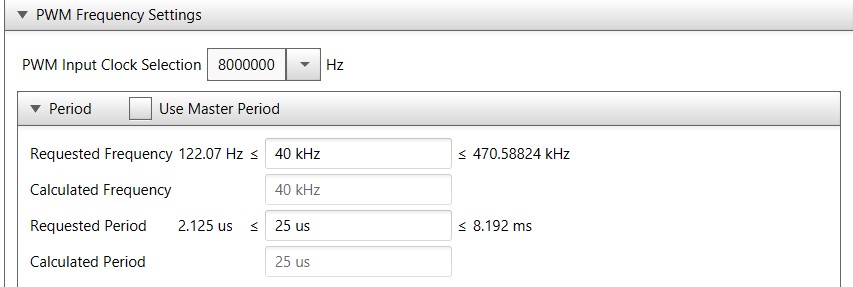 PWM Frequency Settings
PWM Input Clock Selection 8000000 Hz
Period Use Master Period
Requested Frequency 122.07 Hz ≤ 40 kHz ≤ 470.58824 kHz
Calculated Frequency 40 kHz
Requested Period 2.125 us ≤ 25 us ≤ 8.192 ms
Calculated Period 25 us